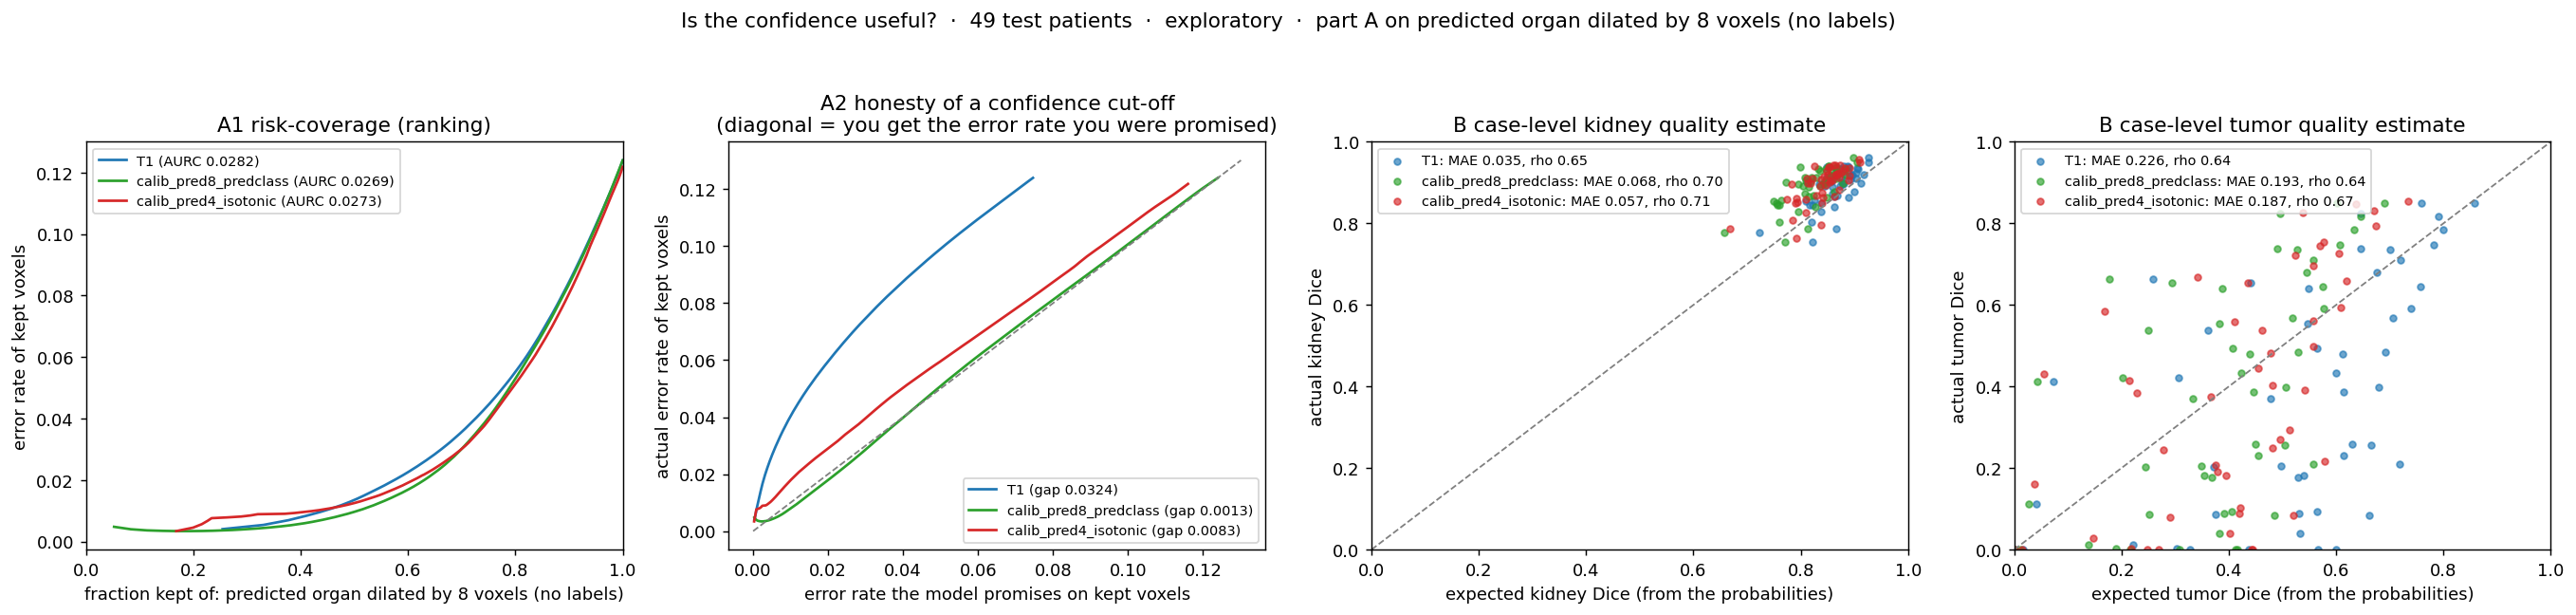 Is the confidence useful?  ·  49 test patients  ·  exploratory  ·  part A on predicted organ dilated by 8 voxels (no labels)
A1 risk-coverage (ranking)
T1 (AURC 0.0282)
calib_pred8_predclass (AURC 0.0269)
calib_pred4_isotonic (AURC 0.0273)
error rate of kept voxels
0.12
0.10
0.08
0.06
0.04
0.02
0.00
0.0 0.2 0.4 0.6 0.8 1.0
fraction kept of: predicted organ dilated by 8 voxels (no labels)
A2 honesty of a confidence cut-off
(diagonal = you get the error rate you were promised)
actual error rate of kept voxels
0.12
0.10
0.08
0.06
0.04
0.02
0.00
T1 (gap 0.0324)
calib_pred8_predclass (gap 0.0013)
calib_pred4_isotonic (gap 0.0083)
0.00 0.02 0.04 0.06 0.08 0.10 0.12
error rate the model promises on kept voxels
B case-level kidney quality estimate
T1: MAE 0.035, rho 0.65
calib_pred8_predclass: MAE 0.068, rho 0.70
calib_pred4_isotonic: MAE 0.057, rho 0.71
actual kidney Dice
1.0
0.8
0.6
0.4
0.2
0.0
0.0 0.2 0.4 0.6 0.8 1.0
expected kidney Dice (from the probabilities)
B case-level tumor quality estimate
T1: MAE 0.226, rho 0.64
calib_pred8_predclass: MAE 0.193, rho 0.64
calib_pred4_isotonic: MAE 0.187, rho 0.67
actual tumor Dice
1.0
0.8
0.6
0.4
0.2
0.0
0.0 0.2 0.4 0.6 0.8 1.0
expected tumor Dice (from the probabilities)